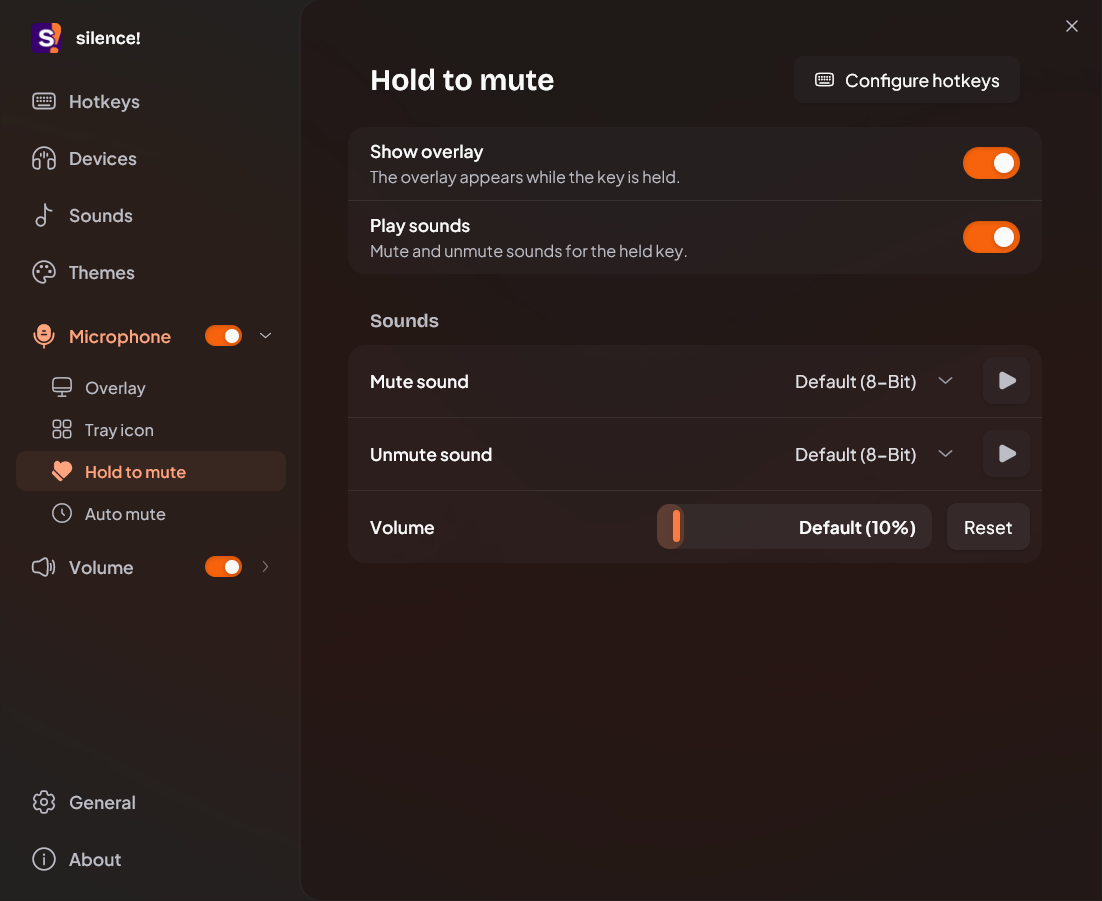 silence!
Hotkeys
Devices
Sounds
Themes
Microphone
Overlay
Tray icon
Hold to mute
Auto mute
Volume
General
About
Hold to mute
Configure hotkeys
Show overlay
The overlay appears while the key is held.
Play sounds
Mute and unmute sounds for the held key.
Sounds
Mute sound Default (8-Bit)
Unmute sound Default (8-Bit)
Volume Default (10%) Reset